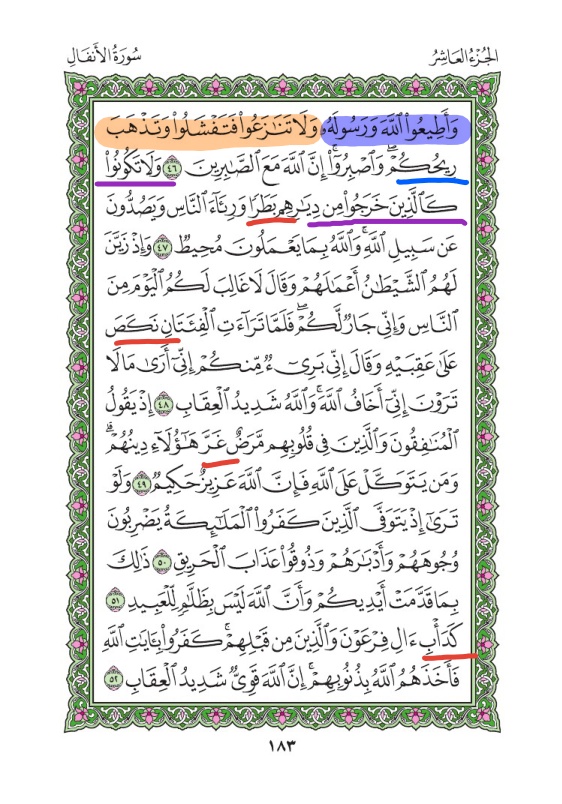 الجُزْءُ العَاشِرُ سُورَةُ الأَنفَالِ
وَأَطِيعُوا۟ ٱللَّهَ وَرَسُولَهُۥ وَلَا تَنَٰزَعُوا۟ فَتَفْشَلُوا۟ وَتَذْهَبَ
رِيحُكُمْ ۖ وَٱصْبِرُوٓا۟ ۚ إِنَّ ٱللَّهَ مَعَ ٱلصَّٰبِرِينَ ٤٦ وَلَا تَكُونُوا۟
كَٱلَّذِينَ خَرَجُوا۟ مِن دِيَٰرِهِم بَطَرًا وَرِئَآءَ ٱلنَّاسِ وَيَصُدُّونَ
عَن سَبِيلِ ٱللَّهِ ۚ وَٱللَّهُ بِمَا يَعْمَلُونَ مُحِيطٌ ٤٧ وَإِذْ زَيَّنَ
لَهُمُ ٱلشَّيْطَٰنُ أَعْمَٰلَهُمْ وَقَالَ لَا غَالِبَ لَكُمُ ٱلْيَوْمَ مِنَ
ٱلنَّاسِ وَإِنِّى جَارٌ لَّكُمْ ۖ فَلَمَّا تَرَآءَتِ ٱلْفِئَتَانِ نَكَصَ
عَلَىٰ عَقِبَيْهِ وَقَالَ إِنِّى بَرِىٓءٌ مِّنكُمْ إِنِّىٓ أَرَىٰ مَا لَا
تَرَوْنَ إِنِّىٓ أَخَافُ ٱللَّهَ ۚ وَٱللَّهُ شَدِيدُ ٱلْعِقَابِ ٤٨ إِذْ يَقُولُ
ٱلْمُنَٰفِقُونَ وَٱلَّذِينَ فِى قُلُوبِهِم مَّرَضٌ غَرَّ هَٰٓؤُلَآءِ دِينُهُمْ ۗ
وَمَن يَتَوَكَّلْ عَلَى ٱللَّهِ فَإِنَّ ٱللَّهَ عَزِيزٌ حَكِيمٌ ٤٩ وَلَوْ
تَرَىٰٓ إِذْ يَتَوَفَّى ٱلَّذِينَ كَفَرُوا۟ ۙ ٱلْمَلَٰٓئِكَةُ يَضْرِبُونَ
وُجُوهَهُمْ وَأَدْبَٰرَهُمْ وَذُوقُوا۟ عَذَابَ ٱلْحَرِيقِ ٥٠ ذَٰلِكَ
بِمَا قَدَّمَتْ أَيْدِيكُمْ وَأَنَّ ٱللَّهَ لَيْسَ بِظَلَّٰمٍ لِّلْعَبِيدِ ٥١
كَدَأْبِ ءَالِ فِرْعَوْنَ ۙ وَٱلَّذِينَ مِن قَبْلِهِمْ ۚ كَفَرُوا۟ بِـَٔايَٰتِ ٱللَّهِ
فَأَخَذَهُمُ ٱللَّهُ بِذُنُوبِهِمْ ۗ إِنَّ ٱللَّهَ قَوِىٌّ شَدِيدُ ٱلْعِقَابِ ٥٢
١٨٣